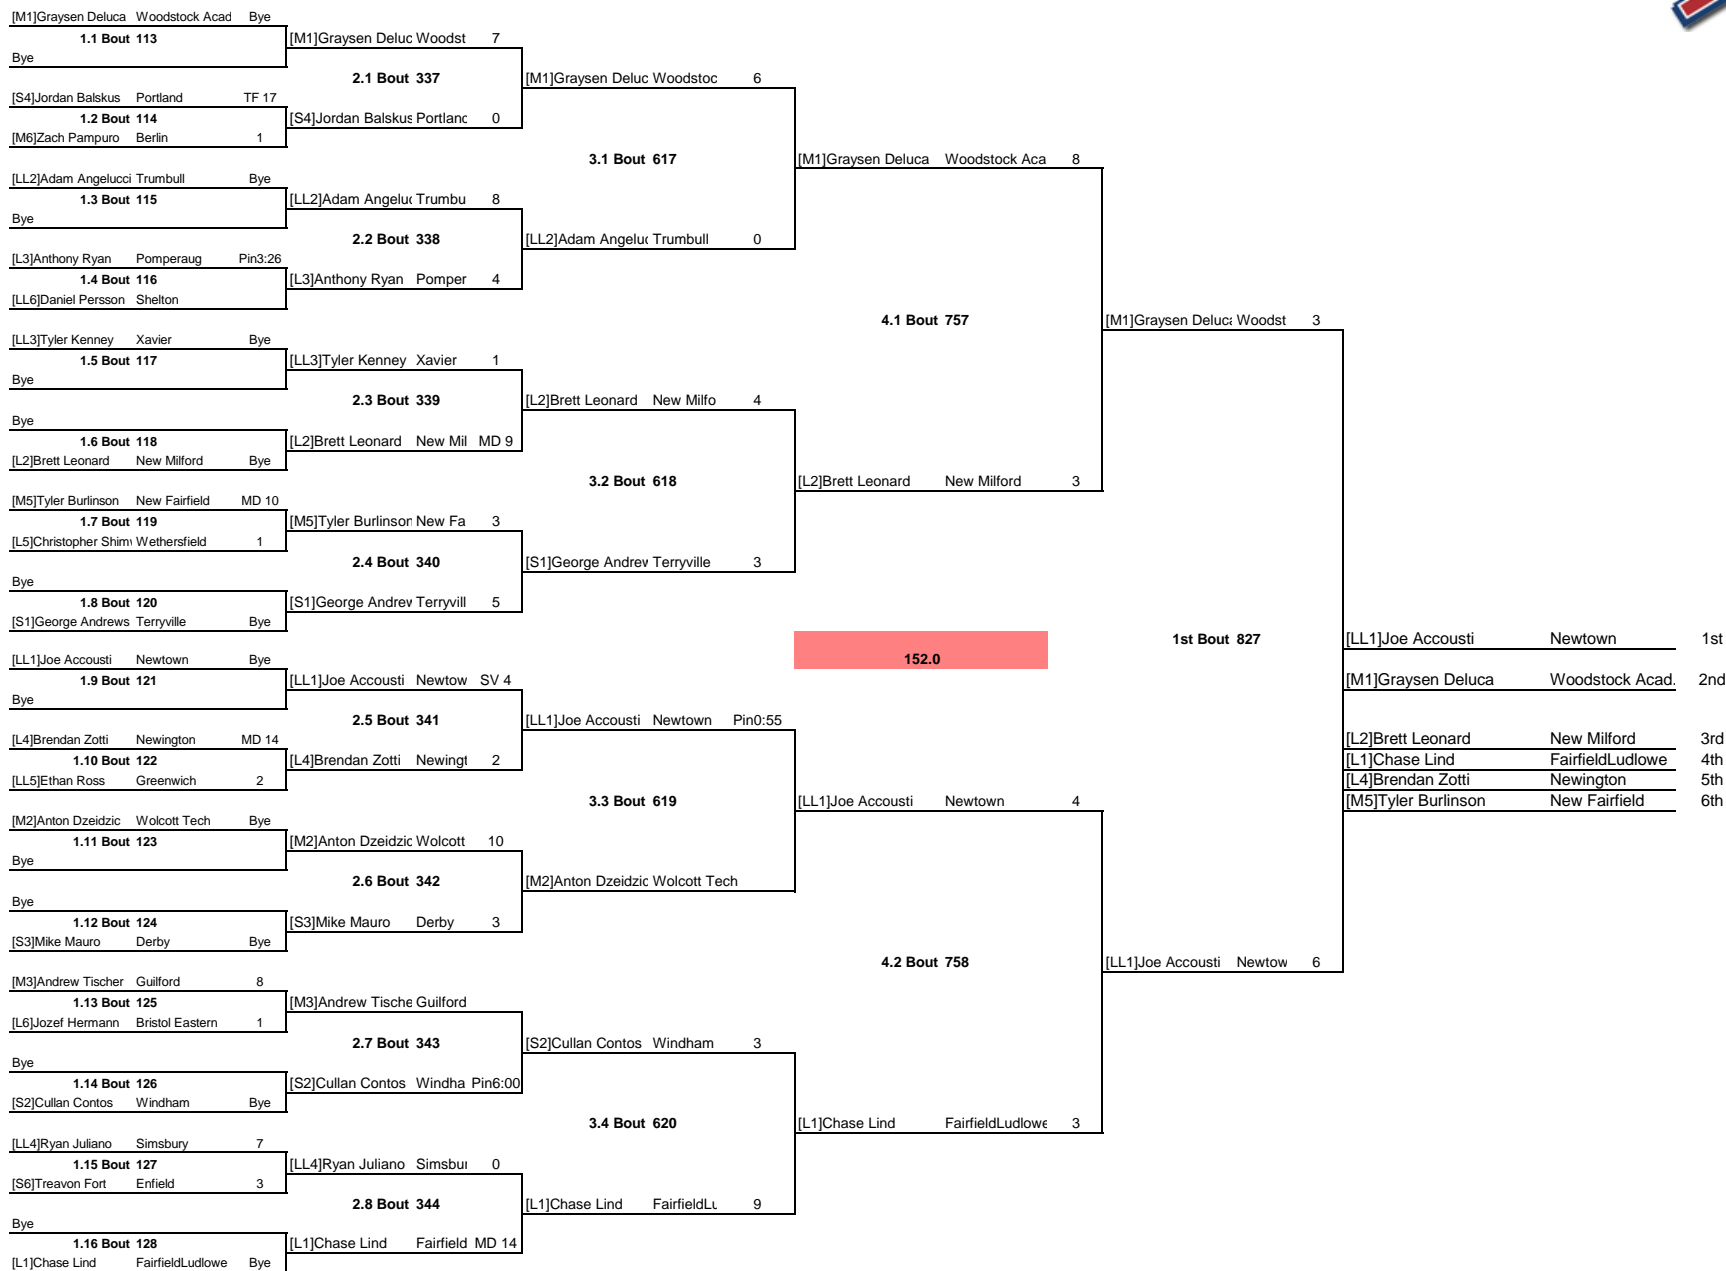 [M1]Graysen Deluca Woodstock Acad Bye
1.1 Bout 113
Bye
[S4]Jordan Balskus Portland TF 17
1.2 Bout 114
[M6]Zach Pampuro Berlin 1
[LL2]Adam Angelucci Trumbull Bye
1.3 Bout 115
Bye
[L3]Anthony Ryan Pomperaug Pin3:26
1.4 Bout 116
[LL6]Daniel Persson Shelton
[LL3]Tyler Kenney Xavier Bye
1.5 Bout 117
Bye
Bye
1.6 Bout 118
[L2]Brett Leonard New Milford Bye
[M5]Tyler Burlinson New Fairfield MD 10
1.7 Bout 119
[L5]Christopher Shim Wethersfield 1
Bye
1.8 Bout 120
[S1]George Andrews Terryville Bye
[LL1]Joe Accousti Newtown Bye
1.9 Bout 121
Bye
[L4]Brendan Zotti Newington MD 14
1.10 Bout 122
[LL5]Ethan Ross Greenwich 2
[M2]Anton Dzeidzic Wolcott Tech Bye
1.11 Bout 123
Bye
Bye
1.12 Bout 124
[S3]Mike Mauro Derby Bye
[M3]Andrew Tischer Guilford 8
1.13 Bout 125
[L6]Jozef Hermann Bristol Eastern 1
Bye
1.14 Bout 126
[S2]Cullan Contos Windham Bye
[LL4]Ryan Juliano Simsbury 7
1.15 Bout 127
[S6]Treavon Fort Enfield 3
Bye
1.16 Bout 128
[L1]Chase Lind FairfieldLudlowe Bye
[M1]Graysen Deluc Woodst 7
2.1 Bout 337
[S4]Jordan Balskus Portlanc 0
[LL2]Adam Angeluc Trumbu 8
2.2 Bout 338
[L3]Anthony Ryan Pomper 4
[LL3]Tyler Kenney Xavier 1
2.3 Bout 339
[L2]Brett Leonard New Mil MD 9
[M5]Tyler Burlinson New Fa 3
2.4 Bout 340
[S1]George Andrew Terryvill 5
[LL1]Joe Accousti Newtow SV 4
2.5 Bout 341
[L4]Brendan Zotti Newingt 2
[M2]Anton Dzeidzic Wolcott 10
2.6 Bout 342
[S3]Mike Mauro Derby 3
[M3]Andrew Tische Guilford
2.7 Bout 343
[S2]Cullan Contos Windha Pin6:00
[LL4]Ryan Juliano Simsbur 0
2.8 Bout 344
[L1]Chase Lind Fairfield MD 14
[M1]Graysen Deluc Woodstoc 6
3.1 Bout 617
[LL2]Adam Angeluc Trumbull 0
[L2]Brett Leonard New Milfo 4
3.2 Bout 618
[S1]George Andrew Terryville 3
[LL1]Joe Accousti Newtown Pin0:55
3.3 Bout 619
[M2]Anton Dzeidzic Wolcott Tech
[S2]Cullan Contos Windham 3
3.4 Bout 620
[L1]Chase Lind FairfieldLu 9
[M1]Graysen Deluca Woodstock Aca 8
4.1 Bout 757
[L2]Brett Leonard New Milford 3
152.0
[LL1]Joe Accousti Newtown 4
4.2 Bout 758
[L1]Chase Lind FairfieldLudlowe 3
[M1]Graysen Deluca Woodst 3
1st Bout 827
[LL1]Joe Accousti Newtow 6
[LL1]Joe Accousti Newtown 1st
[M1]Graysen Deluca Woodstock Acad. 2nd
[L2]Brett Leonard New Milford 3rd
[L1]Chase Lind FairfieldLudlowe 4th
[L4]Brendan Zotti Newington 5th
[M5]Tyler Burlinson New Fairfield 6th